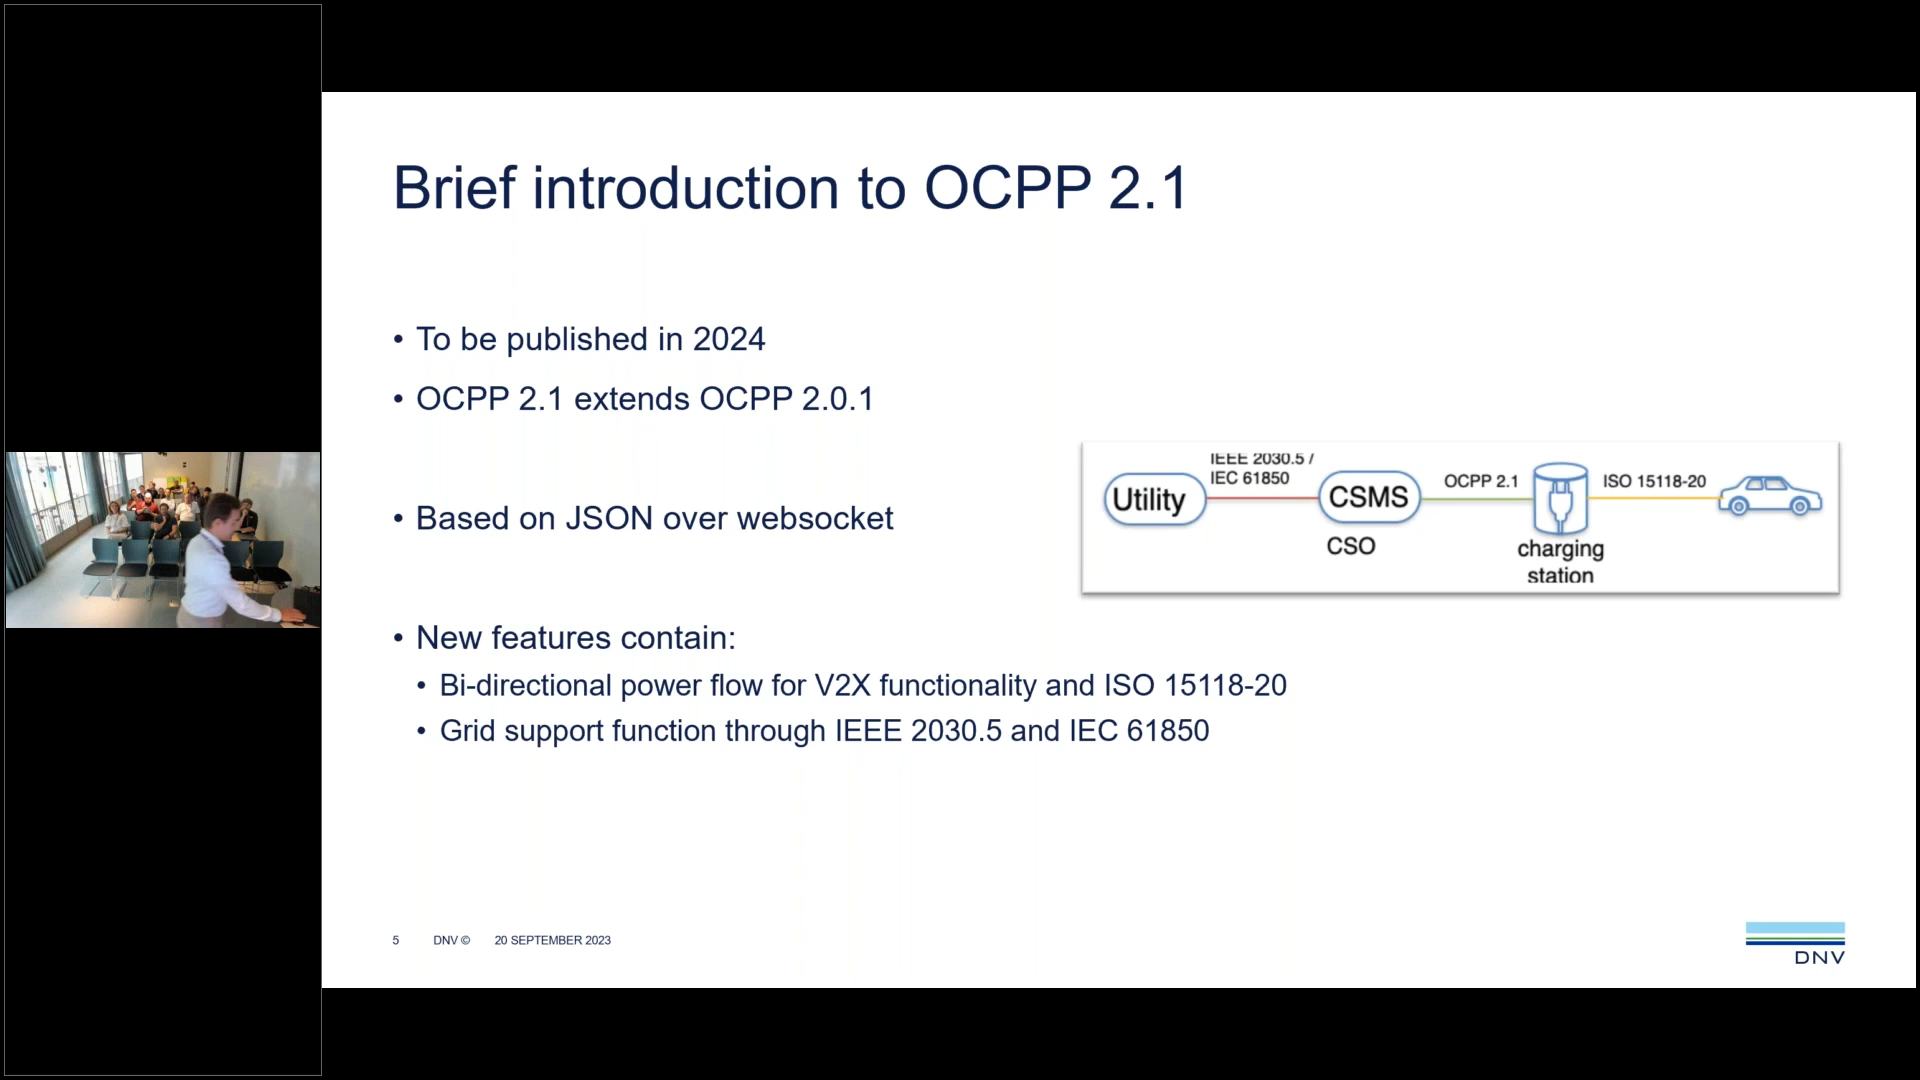 Brief introduction to OCPP 2.1
• To be published in 2024
• OCPP 2.1 extends OCPP 2.0.1
• Based on JSON over websocket
• New features contain:
• Bi-directional power flow for V2X functionality and ISO 15118-20
• Grid support function through IEEE 2030.5 and IEC 61850
Utility
IEEE 2030.5 /
IEC 61850
CSMS
CSO
OCPP 2.1
charging
station
ISO 15118-20
5 DNV © 20 SEPTEMBER 2023
DNV